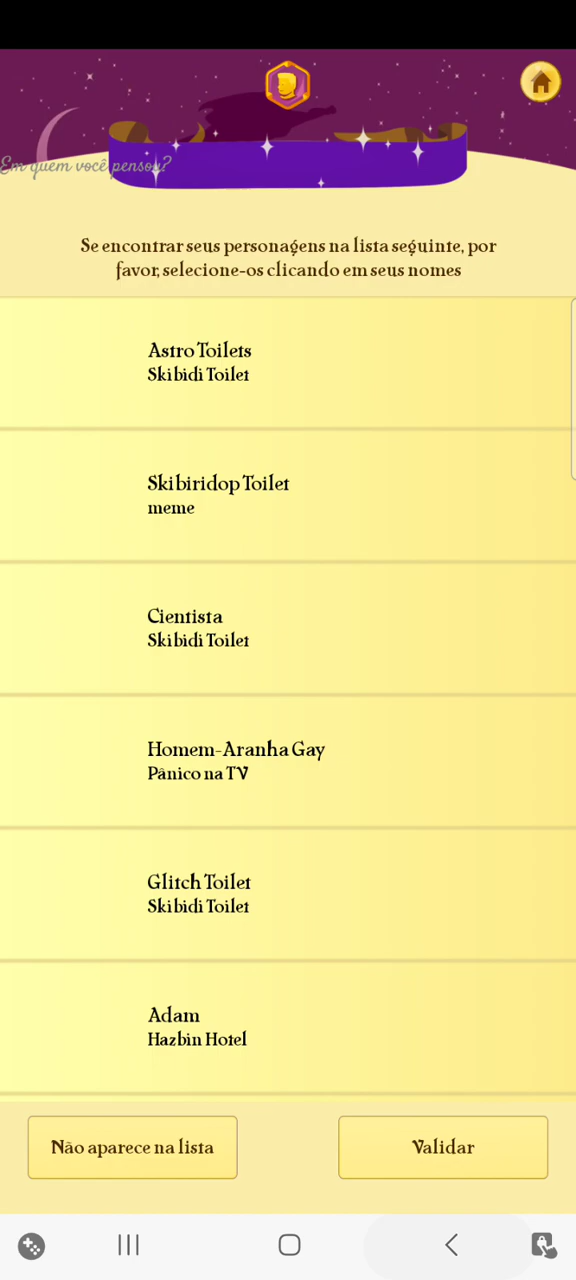 Em quem você pensou?
Se encontrar seus personagens na lista seguinte, por
favor, selecione-os clicando em seus nomes
Astro Toilets
Skibidi Toilet
Skibiridop Toilet
meme
Cientista
Skibidi Toilet
Homem-Aranha Gay
Pânico na TV
Glitch Toilet
Skibidi Toilet
Adam
Hazbin Hotel
Não aparece na lista
Validar